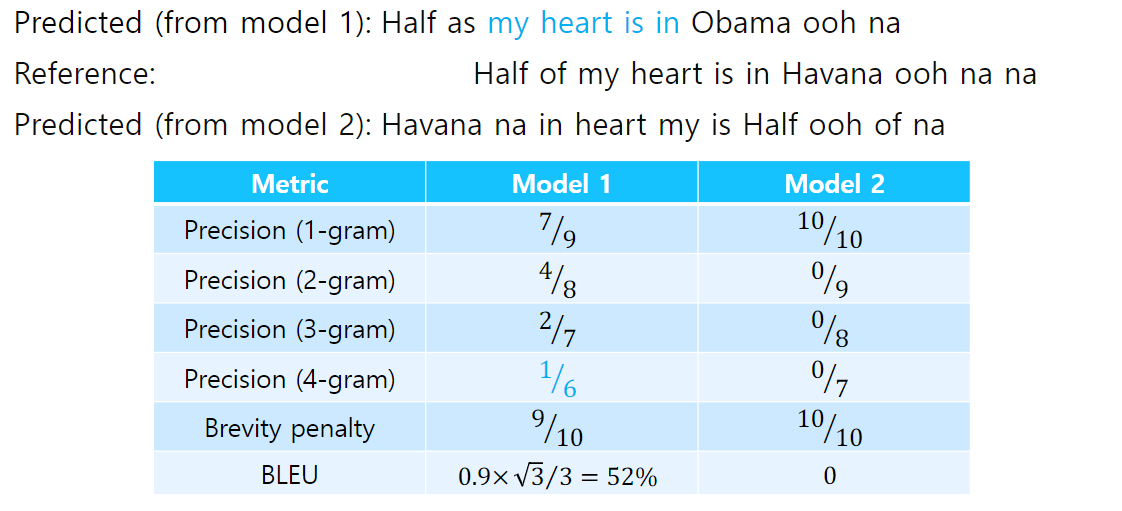 Predicted (from model 1): Half as my heart is in Obama ooh na
Reference: Half of my heart is in Havana ooh na na
Predicted (from model 2): Havana na in heart my is Half ooh of na
Metric Model 1 Model 2
Precision (1-gram) 7/9 10/10
Precision (2-gram) 4/8 0/9
Precision (3-gram) 2/7 0/8
Precision (4-gram) 1/6 0/7
Brevity penalty 9/10 10/10
BLEU 0.9×√3/3 = 52% 0